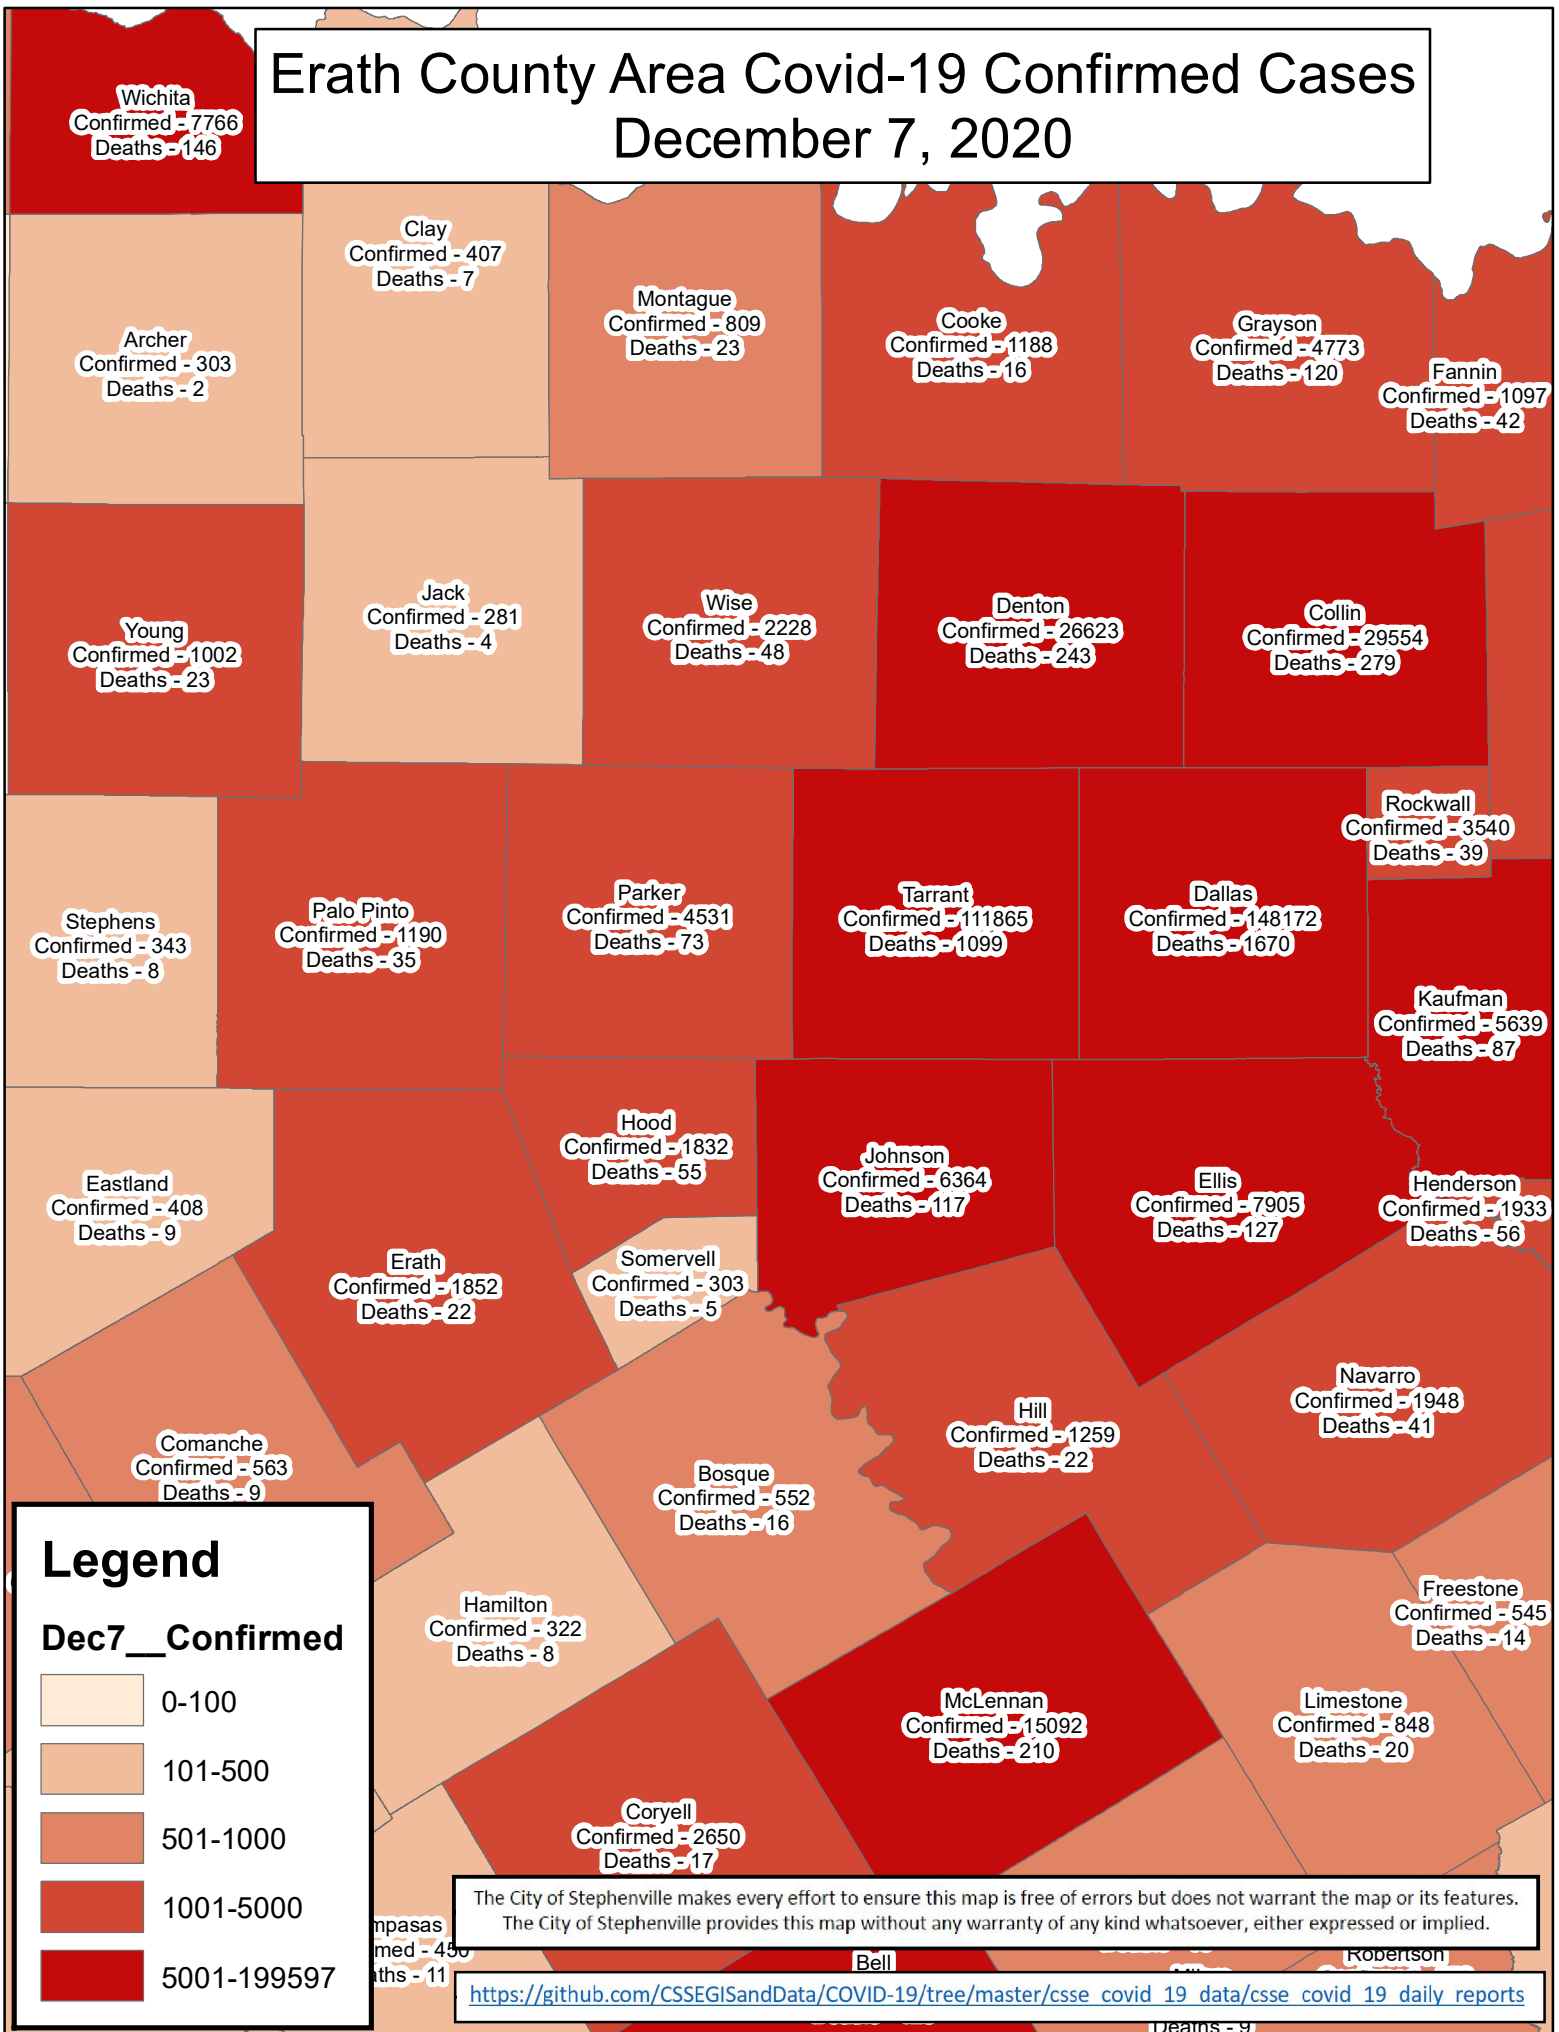 Erath County Area Covid-19 Confirmed Cases
December 7, 2020
Wichita
Confirmed - 7766
Deaths - 146
Clay
Confirmed - 407
Deaths - 7
Montague
Confirmed - 809
Deaths - 23
Cooke
Confirmed - 1188
Deaths - 16
Grayson
Confirmed - 4773
Deaths - 120
Fannin
Confirmed - 1097
Deaths - 42
Archer
Confirmed - 303
Deaths - 2
Young
Confirmed - 1002
Deaths - 23
Jack
Confirmed - 281
Deaths - 4
Wise
Confirmed - 2228
Deaths - 48
Denton
Confirmed - 26623
Deaths - 243
Collin
Confirmed - 29554
Deaths - 279
Rockwall
Confirmed - 3540
Deaths - 39
Stephens
Confirmed - 343
Deaths - 8
Palo Pinto
Confirmed - 1190
Deaths - 35
Parker
Confirmed - 4531
Deaths - 73
Tarrant
Confirmed - 111865
Deaths - 1099
Dallas
Confirmed - 148172
Deaths - 1670
Kaufman
Confirmed - 5639
Deaths - 87
Eastland
Confirmed - 408
Deaths - 9
Erath
Confirmed - 1852
Deaths - 22
Hood
Confirmed - 1832
Deaths - 55
Somervell
Confirmed - 303
Deaths - 5
Johnson
Confirmed - 6364
Deaths - 117
Ellis
Confirmed - 7905
Deaths - 127
Henderson
Confirmed - 1933
Deaths - 56
Comanche
Confirmed - 563
Deaths - 9
Bosque
Confirmed - 552
Deaths - 16
Hill
Confirmed - 1259
Deaths - 22
Navarro
Confirmed - 1948
Deaths - 41
Hamilton
Confirmed - 322
Deaths - 8
McLennan
Confirmed - 15092
Deaths - 210
Limestone
Confirmed - 848
Deaths - 20
Freestone
Confirmed - 545
Deaths - 14
Coryell
Confirmed - 2650
Deaths - 17
mpasas
med - 450
aths - 11
Bell
Robertson
Deaths - 9
Legend
Dec7__Confirmed
0-100
101-500
501-1000
1001-5000
5001-199597
The City of Stephenville makes every effort to ensure this map is free of errors but does not warrant the map or its features.
The City of Stephenville provides this map without any warranty of any kind whatsoever, either expressed or implied.
https://github.com/CSSEGISandData/COVID-19/tree/master/csse_covid_19_data/csse_covid_19_daily_reports